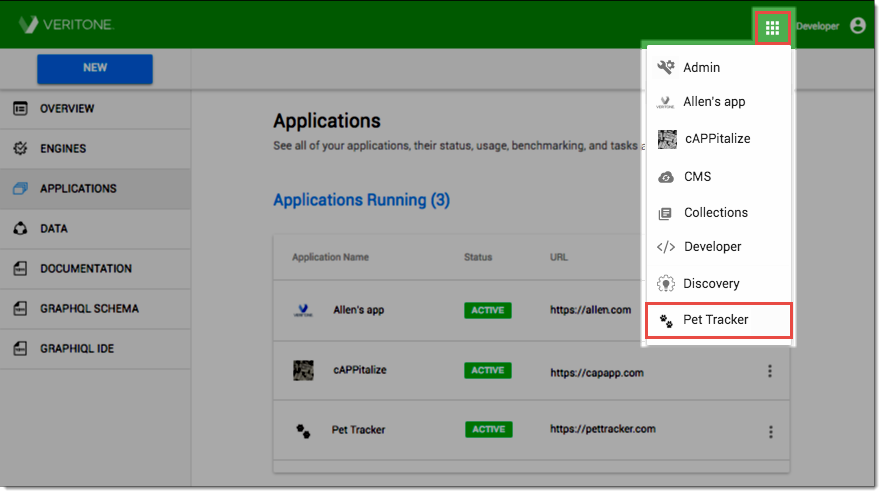 VERITONE
Developer
NEW
OVERVIEW
ENGINES
APPLICATIONS
DATA
DOCUMENTATION
GRAPHQL SCHEMA
GRAPHIQL IDE
Applications
See all of your applications, their status, usage, benchmarking, and tasks
Applications Running (3)
Application Name Status URL
Allen's app ACTIVE https://allen.com
cAPPitalize ACTIVE https://capapp.com
Pet Tracker ACTIVE https://pettracker.com
Admin
Allen's app
cAPPitalize
CMS
Collections
</> Developer
Discovery
Pet Tracker